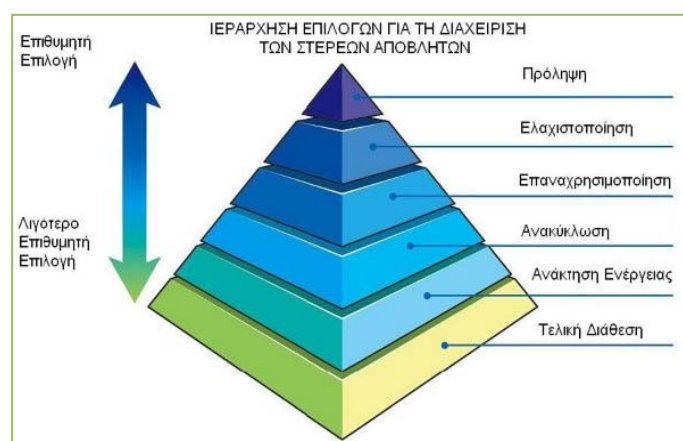 ΙΕΡΑΡΧΗΣΗ ΕΠΙΛΟΓΩΝ ΓΙΑ ΤΗ ΔΙΑΧΕΙΡΙΣΗ
ΤΩΝ ΣΤΕΡΕΩΝ ΑΠΟΒΛΗΤΩΝ
Επιθυμητή
Επιλογή
Πρόληψη
Ελαχιστοποίηση
Επαναχρησιμοποίηση
Λιγότερο
Επιθυμητή
Επιλογή
Ανακύκλωση
Ανάκτηση Ενέργειας
Τελική Διάθεση